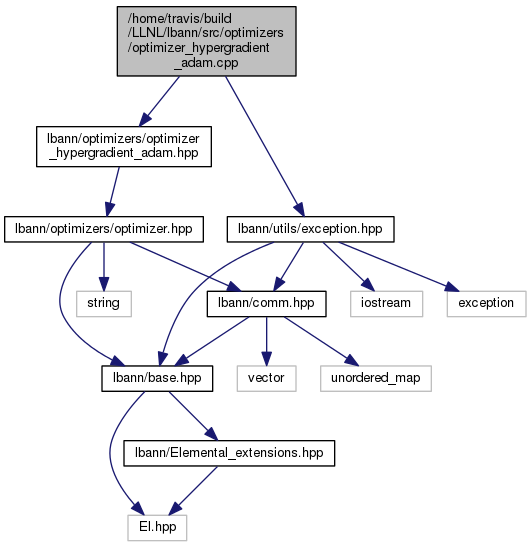 /home/travis/build
/LLNL/lbann/src/optimizers
/optimizer_hypergradient
_adam.cpp
lbann/optimizers/optimizer
_hypergradient_adam.hpp
lbann/optimizers/optimizer.hpp
lbann/utils/exception.hpp
string
lbann/comm.hpp
iostream
exception
lbann/base.hpp
vector
unordered_map
lbann/Elemental_extensions.hpp
El.hpp